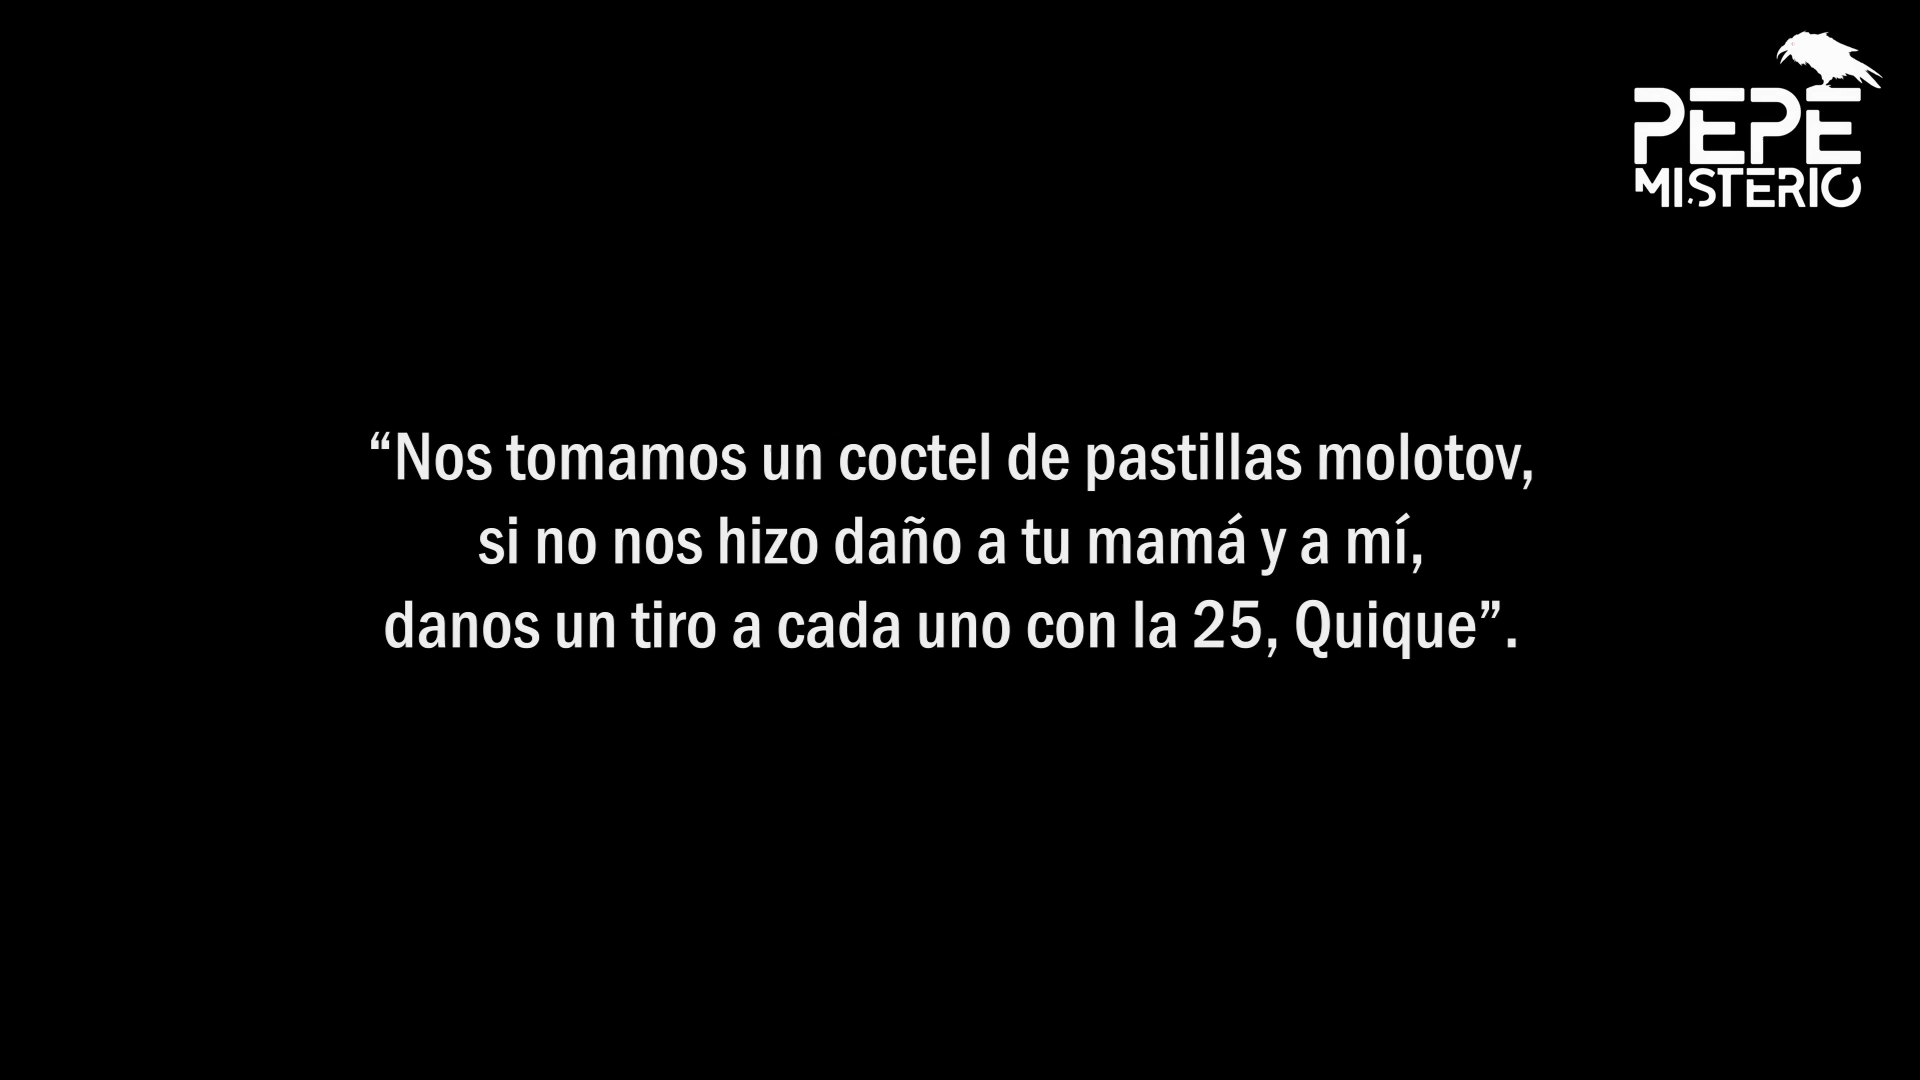 PEPE
MISTERIO
“Nos tomamos un coctel de pastillas molotov,
si no nos hizo daño a tu mamá y a mí,
danos un tiro a cada uno con la 25, Quique”.